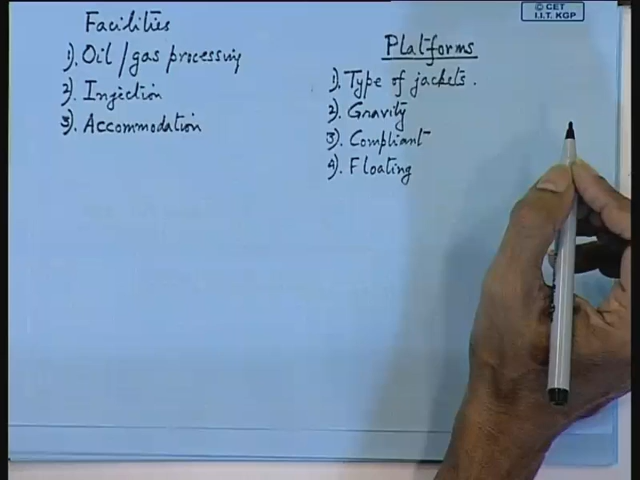 Facilities
1). Oil/gas processing
2). Injection
3). Accommodation
© CET
I.I.T. KGP
Platforms
1). Type of jackets.
2). Gravity
3). Compliant
4). Floating